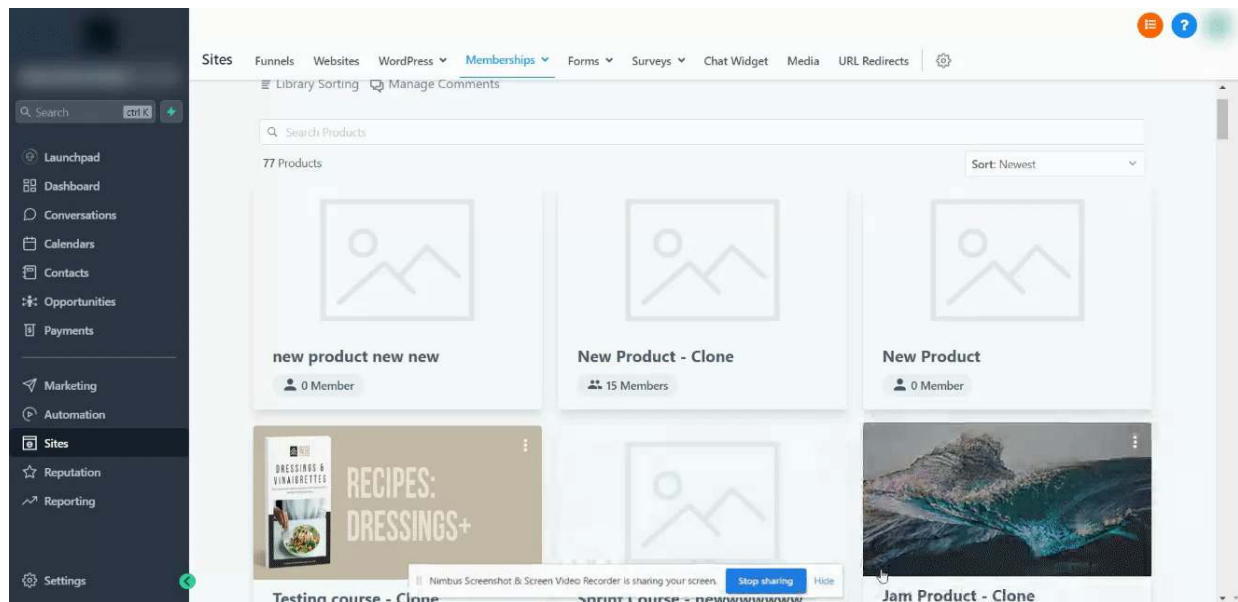 ?
Sites Funnels Websites WordPress Memberships Forms Surveys Chat Widget Media URL Redirects
Library Sorting Manage Comments
Search ctrl K
Search Products
77 Products
Sort: Newest
Launchpad
Dashboard
Conversations
Calendars
Contacts
Opportunities
Payments
Marketing
Automation
Sites
Reputation
Reporting
Settings
new product new new
0 Member
New Product - Clone
15 Members
New Product
0 Member
DRESSINGS &
VINAIGRETTES
RECIPES:
DRESSINGS+
Testing course - Clone
Sprint Course - newwwwwwww
Jam Product - Clone
Nimbus Screenshot & Screen Video Recorder is sharing your screen. Stop sharing Hide